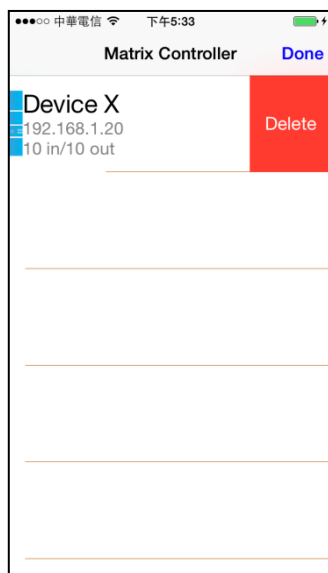 中華電信 下午5:33
Matrix Controller Done
Device X
192.168.1.20
10 in/10 out
Delete